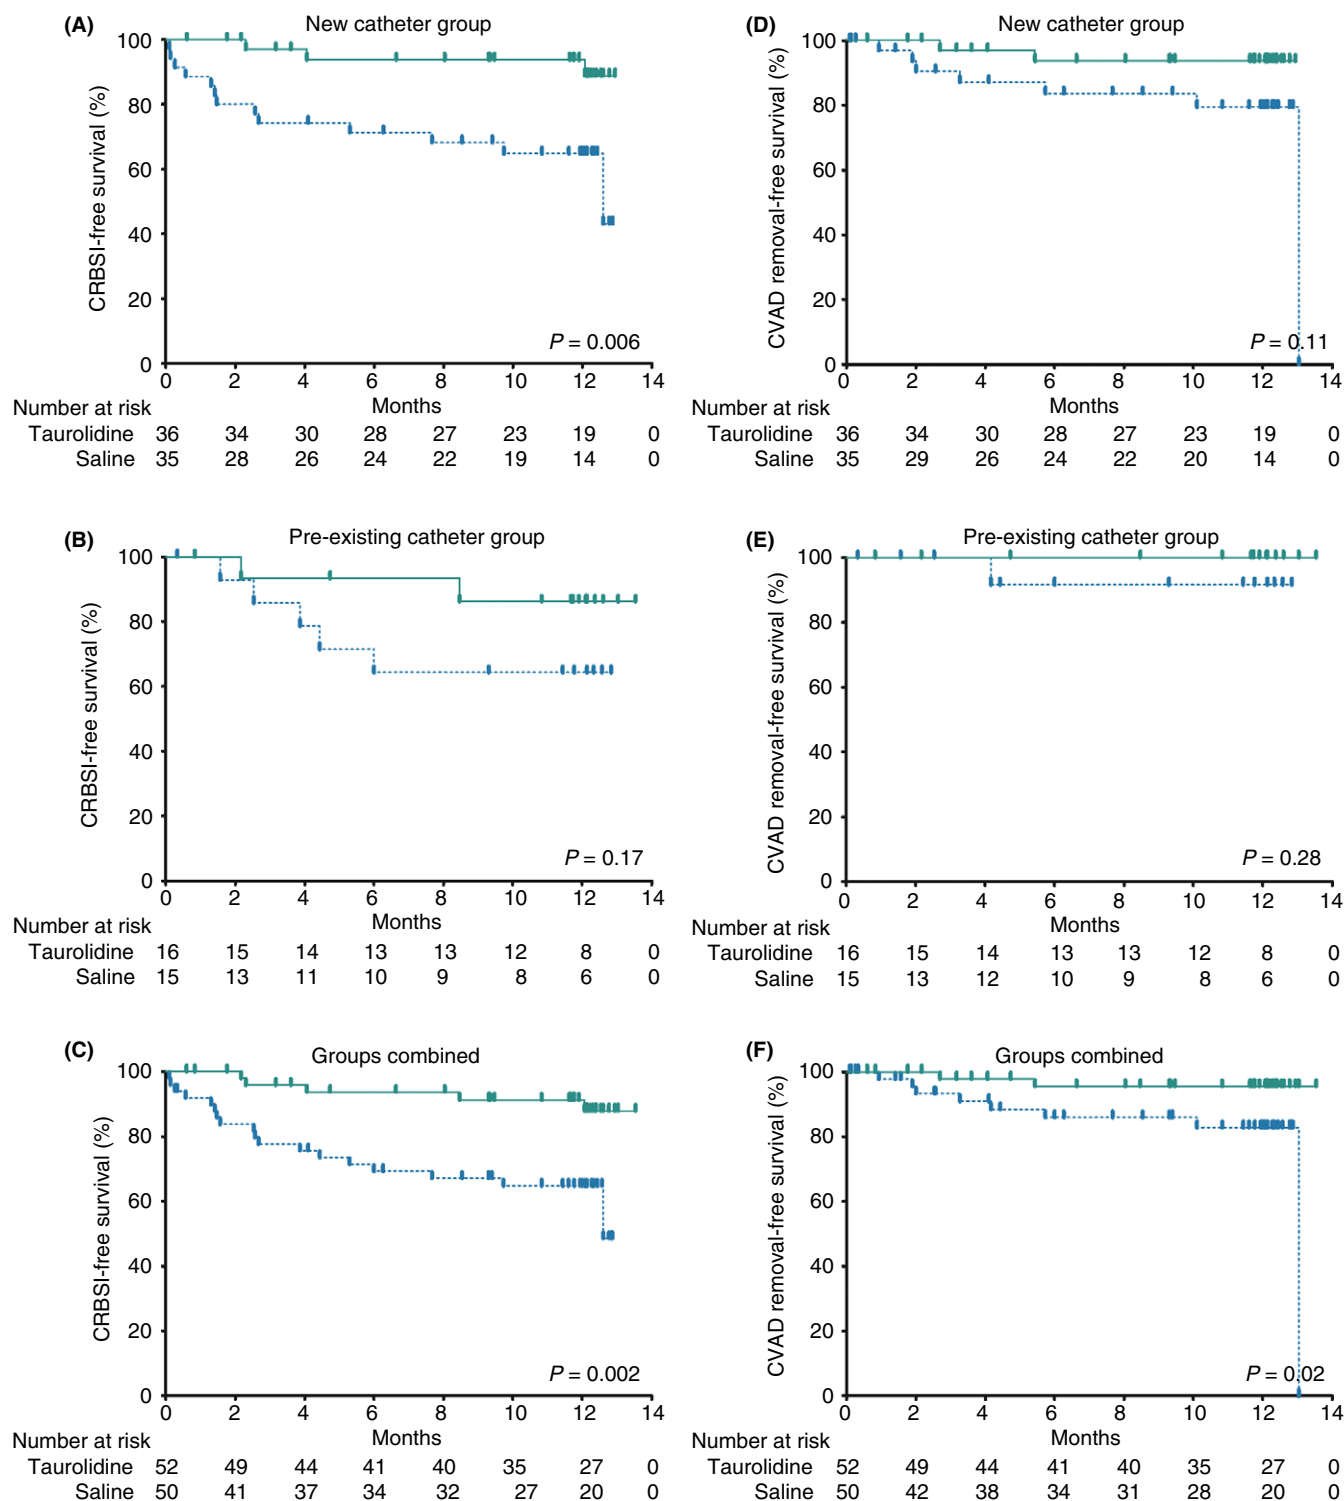 (A)
New catheter group
CRBSI-free survival (%)
100
80
60
40
20
0
P = 0.006
0 2 4 6 8 10 12 14
Months
Number at risk
Taurolidine 36 34 30 28 27 23 19 0
Saline 35 28 26 24 22 19 14 0
(D)
New catheter group
CVAD removal-free survival (%)
100
80
60
40
20
0
P = 0.11
0 2 4 6 8 10 12 14
Months
Number at risk
Taurolidine 36 34 30 28 27 23 19 0
Saline 35 29 26 24 22 20 14 0
(B)
Pre-existing catheter group
CRBSI-free survival (%)
100
80
60
40
20
0
P = 0.17
0 2 4 6 8 10 12 14
Months
Number at risk
Taurolidine 16 15 14 13 13 12 8 0
Saline 15 13 11 10 9 8 6 0
(E)
Pre-existing catheter group
CVAD removal-free survival (%)
100
80
60
40
20
0
P = 0.28
0 2 4 6 8 10 12 14
Months
Number at risk
Taurolidine 16 15 14 13 13 12 8 0
Saline 15 13 12 10 9 8 6 0
(C)
Groups combined
CRBSI-free survival (%)
100
80
60
40
20
0
P = 0.002
0 2 4 6 8 10 12 14
Months
Number at risk
Taurolidine 52 49 44 41 40 35 27 0
Saline 50 41 37 34 32 27 20 0
(F)
Groups combined
CVAD removal-free survival (%)
100
80
60
40
20
0
P = 0.02
0 2 4 6 8 10 12 14
Months
Number at risk
Taurolidine 52 49 44 41 40 35 27 0
Saline 50 42 38 34 31 28 20 0